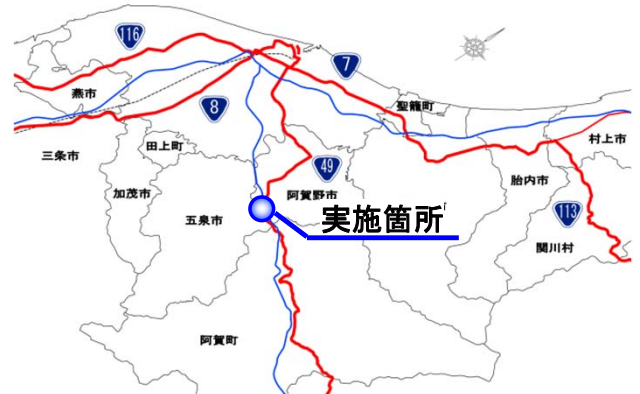 116
7
燕市
8
聖籠町
三条市
田上町
村上市
加茂市
49
阿賀野市
胎内市
五泉市
実施箇所
113
関川村
阿賀町